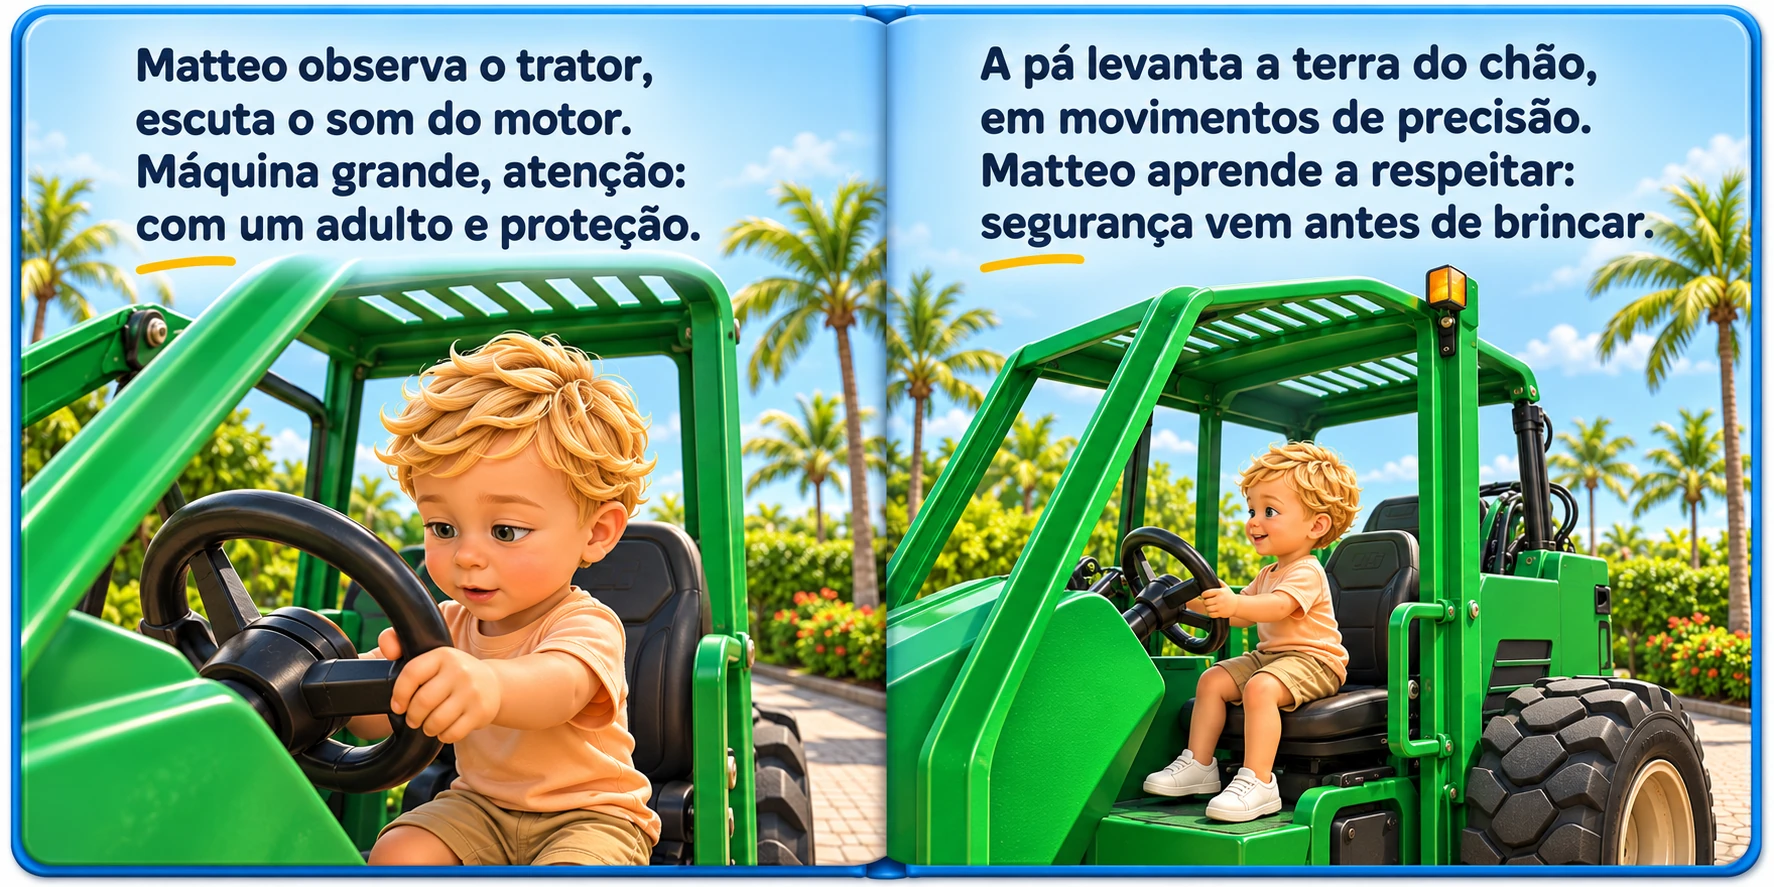 Matteo observa o trator,
escuta o som do motor.
Máquina grande, atenção:
com um adulto e proteção.
A pá levanta a terra do chão,
em movimentos de precisão.
Matteo aprende a respeitar:
segurança vem antes de brincar.